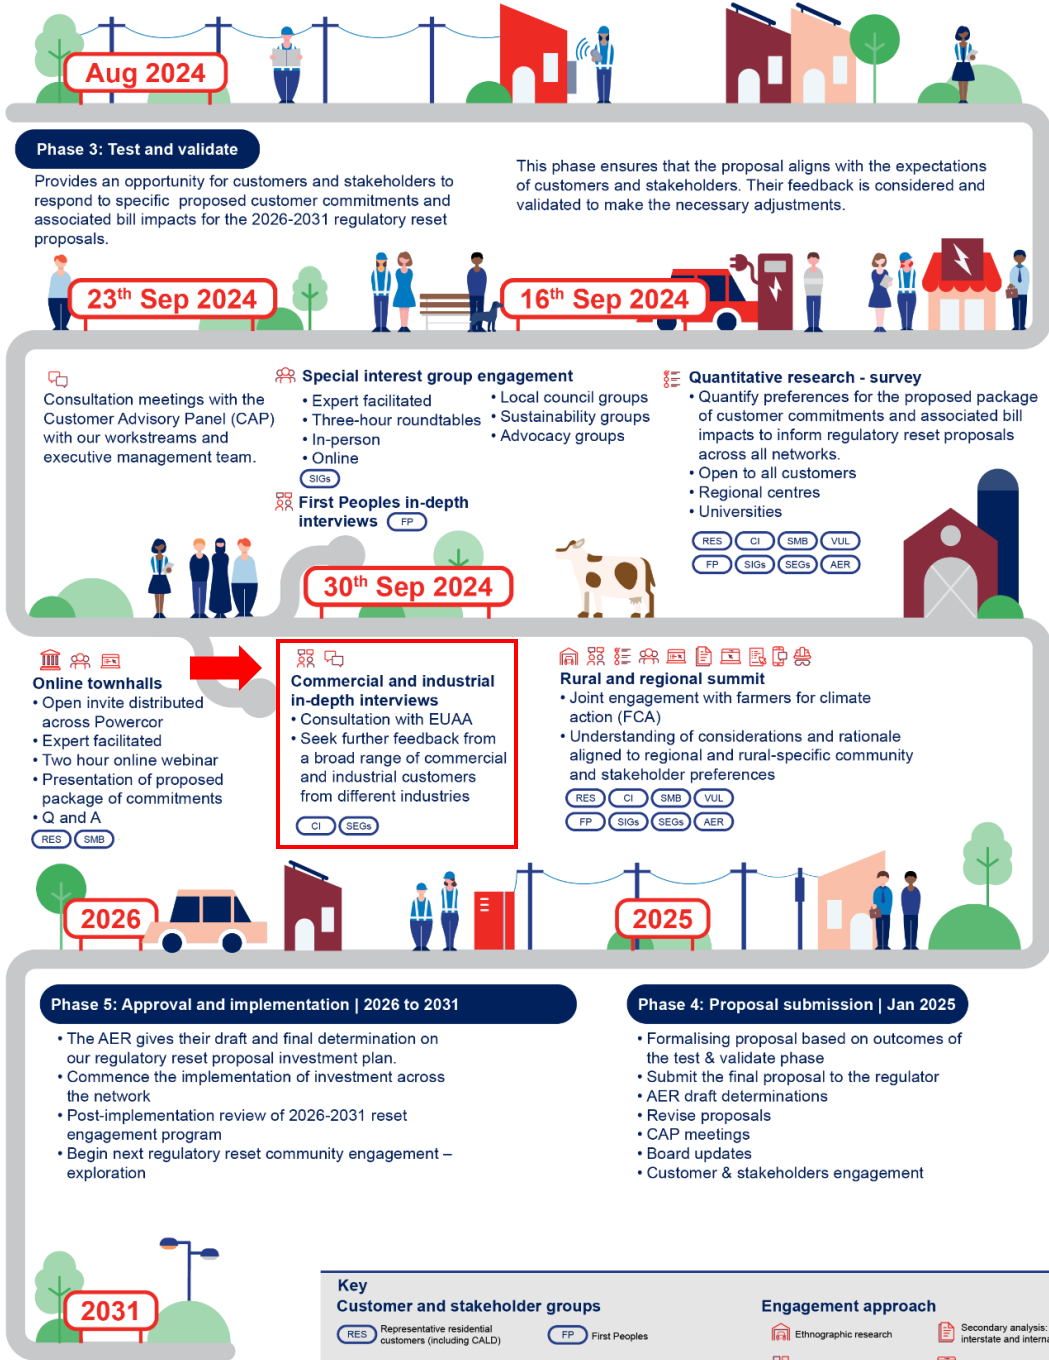 Aug 2024
Phase 3: Test and validate
Provides an opportunity for customers and stakeholders to
respond to specific proposed customer commitments and
associated bill impacts for the 2026-2031 regulatory reset
proposals.
This phase ensures that the proposal aligns with the expectations
of customers and stakeholders. Their feedback is considered and
validated to make the necessary adjustments.
23th Sep 2024
16th Sep 2024
Consultation meetings with the
Customer Advisory Panel (CAP)
with our workstreams and
executive management team.
Special interest group engagement
• Expert facilitated
• Three-hour roundtables
• In-person
• Online
• Local council groups
• Sustainability groups
• Advocacy groups
SIGs
First Peoples in-depth
interviews FP
Quantitative research - survey
• Quantify preferences for the proposed package
of customer commitments and associated bill
impacts to inform regulatory reset proposals
across all networks.
• Open to all customers
• Regional centres
• Universities
RES CI SMB VUL
FP SIGs SEGs AER
30th Sep 2024
Online townhalls
• Open invite distributed
across Powercor
• Expert facilitated
• Two hour online webinar
• Presentation of proposed
package of commitments
• Q and A
RES SMB
Commercial and industrial
in-depth interviews
• Consultation with EUAA
• Seek further feedback from
a broad range of commercial
and industrial customers
from different industries
CI SEGs
Rural and regional summit
• Joint engagement with farmers for climate
action (FCA)
• Understanding of considerations and rationale
aligned to regional and rural-specific community
and stakeholder preferences
RES CI SMB VUL
FP SIGs SEGs AER
2026
2025
Phase 5: Approval and implementation | 2026 to 2031
• The AER gives their draft and final determination on
our regulatory reset proposal investment plan.
• Commence the implementation of investment across
the network
• Post-implementation review of 2026-2031 reset
engagement program
• Begin next regulatory reset community engagement –
exploration
Phase 4: Proposal submission | Jan 2025
• Formalising proposal based on outcomes of
the test & validate phase
• Submit the final proposal to the regulator
• AER draft determinations
• Revise proposals
• CAP meetings
• Board updates
• Customer & stakeholders engagement
2031
Key
Customer and stakeholder groups
RES Representative residential
customers (including CALD)
FP First Peoples
Engagement approach
Ethnographic research
Secondary analysis:
interstate and interna